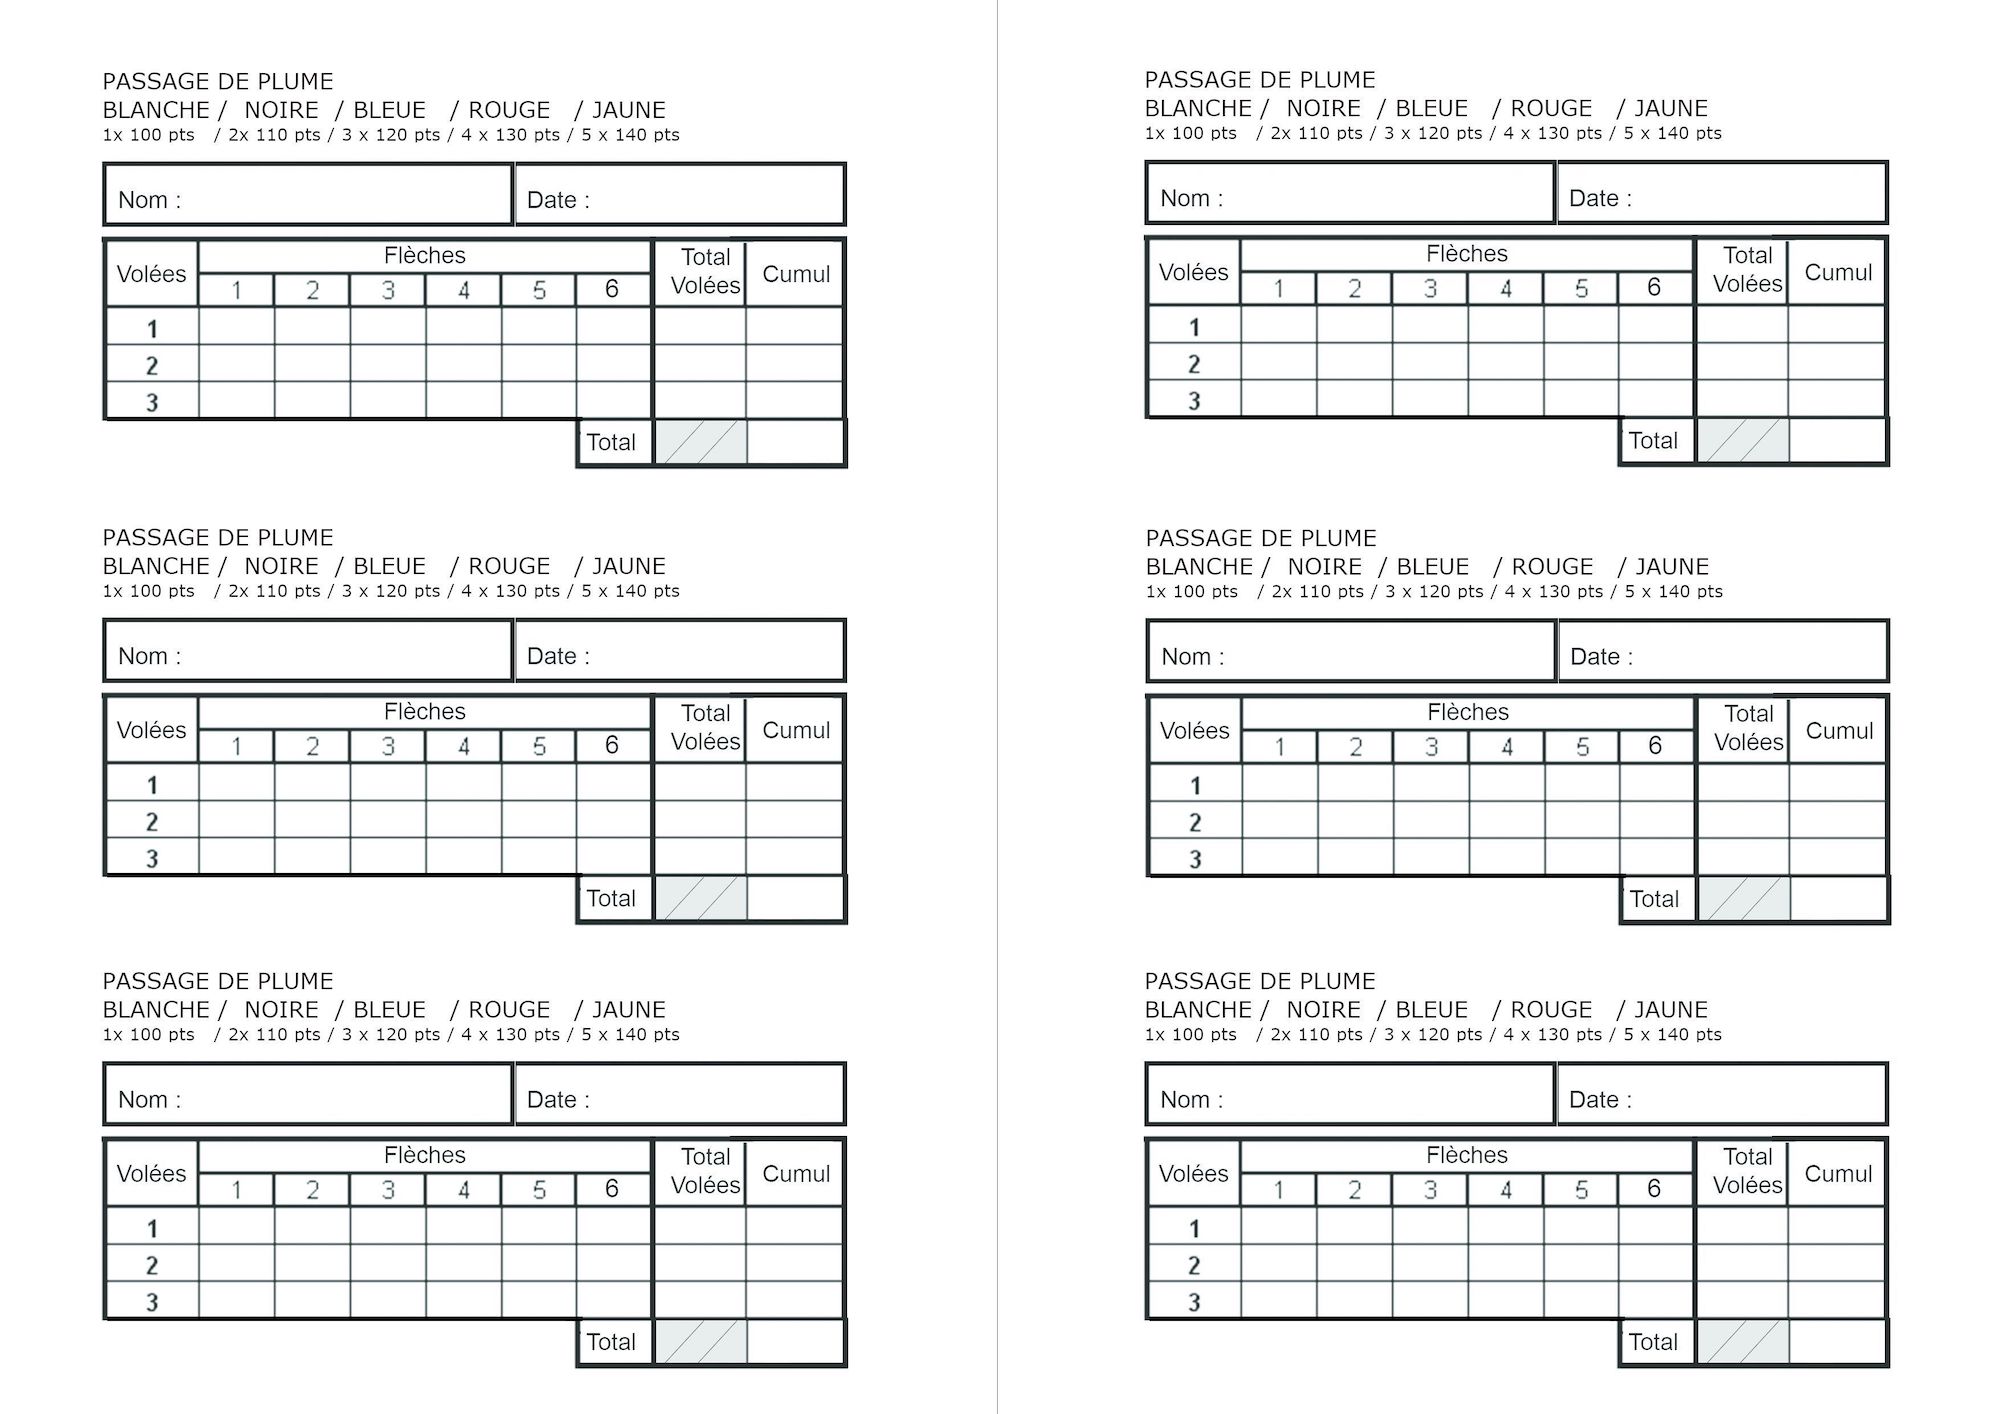 PASSAGE DE PLUME
BLANCHE / NOIRE / BLEUE / ROUGE / JAUNE
1x 100 pts / 2x 110 pts / 3 x 120 pts / 4 x 130 pts / 5 x 140 pts
Nom : Date :
Flèches Total
Volées Cumul
1 2 3 4 5 6 Volées
1
2
3
Total
PASSAGE DE PLUME
BLANCHE / NOIRE / BLEUE / ROUGE / JAUNE
1x 100 pts / 2x 110 pts / 3 x 120 pts / 4 x 130 pts / 5 x 140 pts
Nom : Date :
Flèches Total
Volées Cumul
1 2 3 4 5 6 Volées
1
2
3
Total
PASSAGE DE PLUME
BLANCHE / NOIRE / BLEUE / ROUGE / JAUNE
1x 100 pts / 2x 110 pts / 3 x 120 pts / 4 x 130 pts / 5 x 140 pts
Nom : Date :
Flèches Total
Volées Cumul
1 2 3 4 5 6 Volées
1
2
3
Total
PASSAGE DE PLUME
BLANCHE / NOIRE / BLEUE / ROUGE / JAUNE
1x 100 pts / 2x 110 pts / 3 x 120 pts / 4 x 130 pts / 5 x 140 pts
Nom : Date :
Flèches Total
Volées Cumul
1 2 3 4 5 6 Volées
1
2
3
Total
PASSAGE DE PLUME
BLANCHE / NOIRE / BLEUE / ROUGE / JAUNE
1x 100 pts / 2x 110 pts / 3 x 120 pts / 4 x 130 pts / 5 x 140 pts
Nom : Date :
Flèches Total
Volées Cumul
1 2 3 4 5 6 Volées
1
2
3
Total
PASSAGE DE PLUME
BLANCHE / NOIRE / BLEUE / ROUGE / JAUNE
1x 100 pts / 2x 110 pts / 3 x 120 pts / 4 x 130 pts / 5 x 140 pts
Nom : Date :
Flèches Total
Volées Cumul
1 2 3 4 5 6 Volées
1
2
3
Total